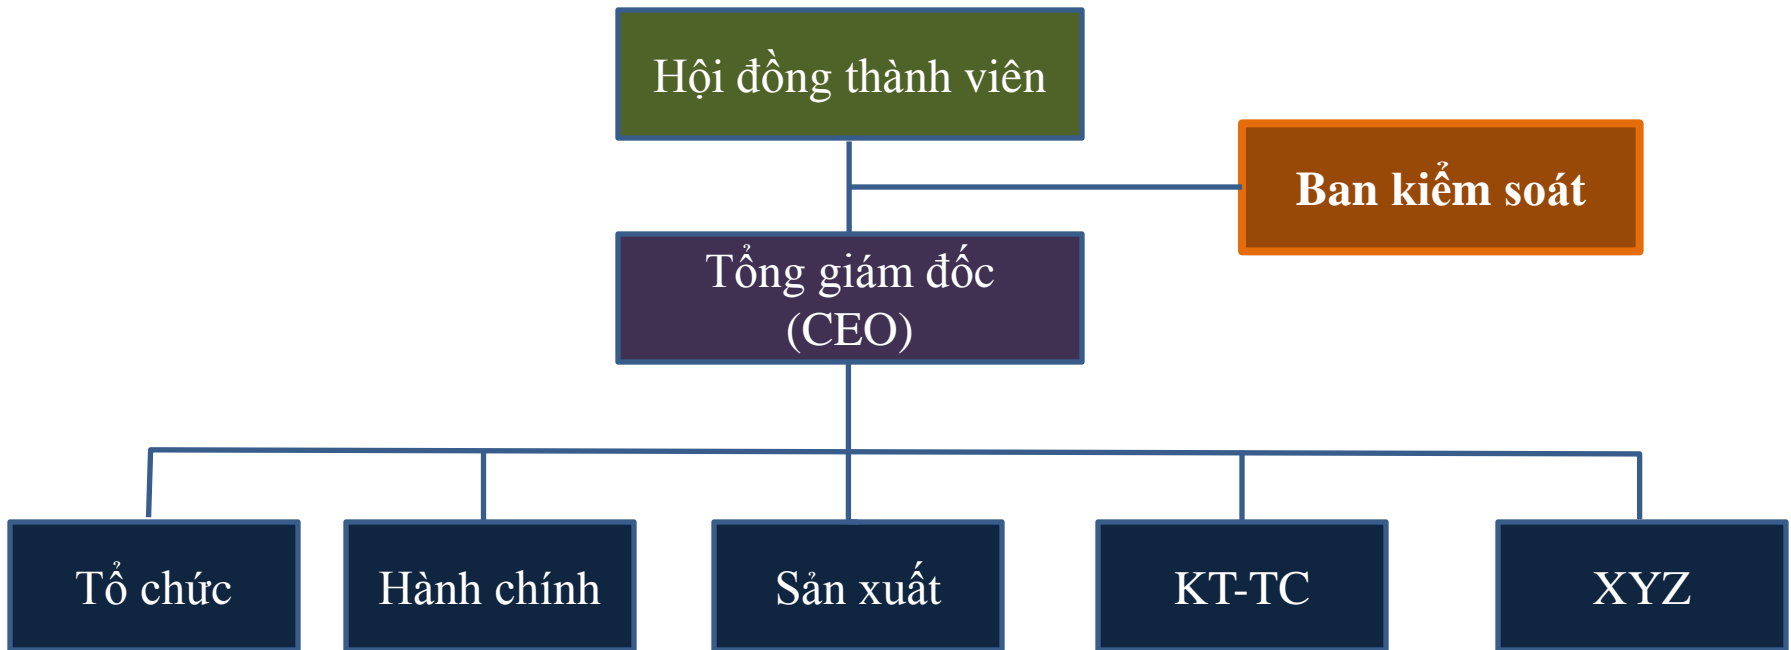 Hội đồng thành viên
Ban kiểm soát
Tổng giám đốc
(CEO)
Tổ chức
Hành chính
Sản xuất
KT-TC
XYZ